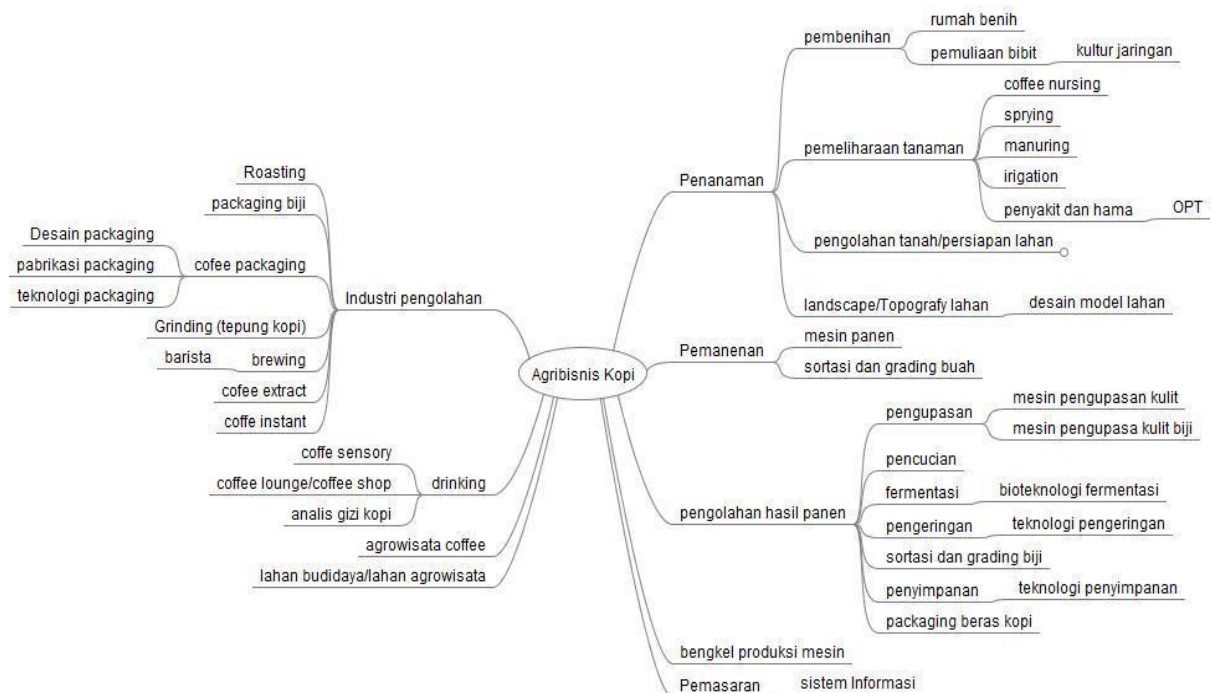 Agribisnis Kopi
Penanaman
pembenihan
rumah benih
pemuliaan bibit
kultur jaringan
pemeliharaan tanaman
coffee nursing
sprying
manuring
irigation
penyakit dan hama
OPT
pengolahan tanah/persiapan lahan
landscape/Topografy lahan
desain model lahan
Pemanenan
mesin panen
sortasi dan grading buah
pengolahan hasil panen
pengupasan
mesin pengupasan kulit
mesin pengupasa kulit biji
pencucian
fermentasi
bioteknologi fermentasi
pengeringan
teknologi pengeringan
sortasi dan grading biji
penyimpanan
teknologi penyimpanan
packaging beras kopi
bengkel produksi mesin
Pemasaran
sistem Informasi
Industri pengolahan
Roasting
packaging biji
cofee packaging
Desain packaging
pabrikasi packaging
teknologi packaging
Grinding (tepung kopi)
brewing
barista
cofee extract
coffe instant
drinking
coffe sensory
coffee lounge/coffee shop
analis gizi kopi
agrowisata coffee
lahan budidaya/lahan agrowisata